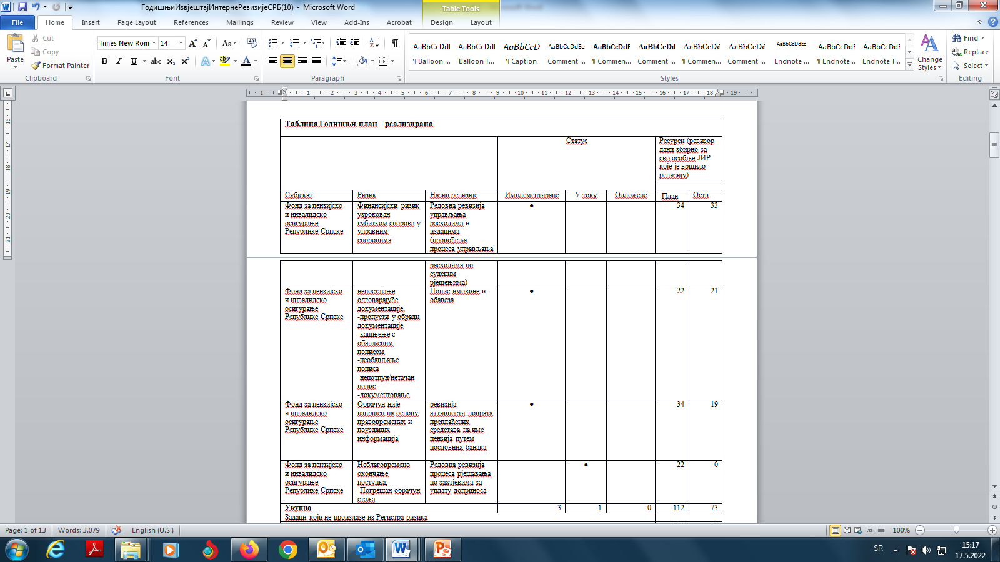 ГодишњиИзвјештајИнтернеРевизијеСРБ(10) - Microsoft Word
Table Tools
File Home Insert Page Layout References Mailings Review View Add-Ins Acrobat Design Layout
Paste
Cut
Copy
Format Painter
Clipboard
Times New Rom 14
Font
Paragraph
AaBbCcDdI AaBbCcDdI AaBbCcD AaBbCcDdEe AaBbCcDdE AaBbCcDd AaBbCcDd AaBbCcDd AaBbCcDdEe AaBbCcDdE AaBbCcDdE
¶ Balloon ... Balloon T... ¶ Caption Comment ... ¶ Commen... Comment ... ¶ Commen... Comment ... Endnote ... ¶ Endnote... Endnote T...
Styles
Change Styles
Find
Replace
Select
Editing
Таблица Годишњи план – реализирано
Статус
Ресурси (ревизор
дани збирно за
сво особље ЈИР
које је вршило
ревизију)
Субјекат Ризик Назив ревизије Имплементиране У току Одложене План Оств.
Фонд за пензијско
и инвалидско
осигурање
Републике Српске
Финансијски ризик
узрокован
губитком спорова у
управним
споровима
Редовна ревизија
управљања
расходима и
издацима
(провођења
процеса управљања
● 34 33
расходима по
судским
рјешењима)
Фонд за пензијско
и инвалидско
осигурање
Републике Српске
непостајање
одговарајуће
документације,
-пропусти у обради
документације
-кашњење с
обављеним
пописом
-необављање
пописа
-непотпун/нетачан
попис
-документовање
Попис имовине и
обавеза
● 22 21
Фонд за пензијско
и инвалидско
осигурање
Републике Српске
Обрачун није
извршен на основу
правовремених и
поузданих
информација
ревизија
активности поврата
преплаћених
средстава на име
пензија путем
пословних банака
● 34 19
Фонд за пензијско
и инвалидско
осигурање
Републике Српске
Неблаговремено
окончање
поступка;
-Погрешан обрачун
стажа.
Редовна ревизија
процеса рјешавања
по захтјевима за
уплату доприноса
● 22 0
Укупно 3 1 0 112 73
Задаци који не произлазе из Регистра ризика
Page: 1 of 13 Words: 3.079 English (U.S.) 100%
SR
15:17
17.5.2022